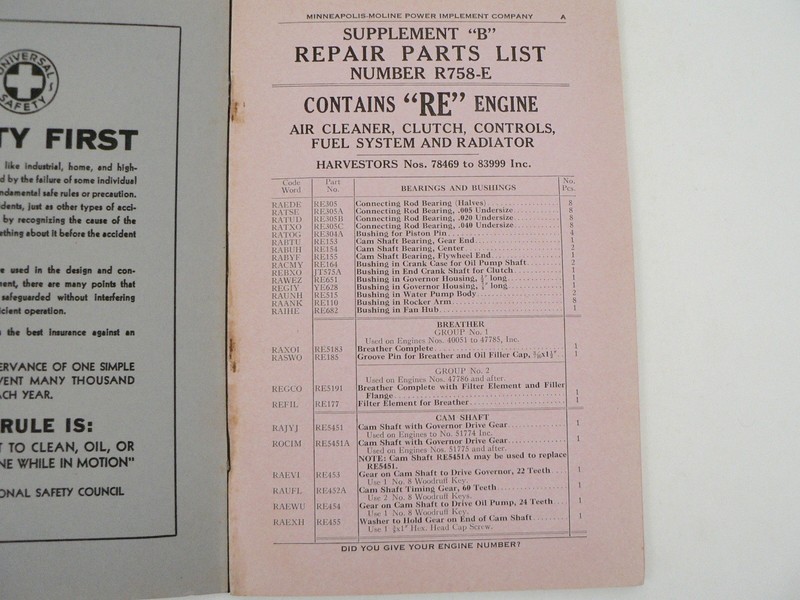 UNIVERSAL
SAFETY
TY FIRST
like industrial, home, and high-
d by the failure of some individual
ndamental safe rules or precaution.
dents, just as other types of acci-
by recognizing the cause of the
ething about it before the accident
e used in the design and con-
ment, there are many points that
safeguarded without interfering
icient operation.
the best insurance against an
ERVANCE OF ONE SIMPLE
VENT MANY THOUSAND
ACH YEAR.
RULE IS:
T TO CLEAN, OIL, OR
NE WHILE IN MOTION"
ONAL SAFETY COUNCIL
MINNEAPOLIS-MOLINE POWER IMPLEMENT COMPANY A
SUPPLEMENT "B"
REPAIR PARTS LIST
NUMBER R758-E
CONTAINS "RE" ENGINE
AIR CLEANER, CLUTCH, CONTROLS,
FUEL SYSTEM AND RADIATOR
HARVESTORS Nos. 78469 to 83999 Inc.
Code Word Part No. BEARINGS AND BUSHINGS No. Pcs.
RAEDE RE305 Connecting Rod Bearing (Halves) 8
RATSE RE305A Connecting Rod Bearing, .005 Undersize 8
RATUD RE305B Connecting Rod Bearing, .020 Undersize 8
RATXO RE305C Connecting Rod Bearing, .040 Undersize 8
RATOG RE304A Bushing for Piston Pin 4
RABTU RE153 Cam Shaft Bearing, Gear End 1
RABUH RE154 Cam Shaft Bearing, Center 2
RABYF RE155 Cam Shaft Bearing, Flywheel End 1
RACMY RE164 Bushing in Crank Case for Oil Pump Shaft 2
REBXO JT575A Bushing in End Crank Shaft for Clutch 1
RAWEZ RE651 Bushing in Governor Housing, long 1
REGIY YE628 Bushing in Governor Housing, long 1
RAUNH RE515 Bushing in Water Pump Body 2
RAANK RE110 Bushing in Rocker Arm 8
RAIHE RE682 Bushing in Fan Hub 1
BREATHER
GROUP No. 1
Used on Engines Nos. 40051 to 47785, Inc.
RAXOI RE5183 Breather Complete 1
RASWO RE185 Groove Pin for Breather and Oil Filler Cap, 1
GROUP No. 2
Used on Engines Nos. 47786 and after.
REGCO RE5191 Breather Complete with Filter Element and Filler
Flange 1
REFIL RE177 Filter Element for Breather 1
CAM SHAFT
RAJYJ RE5451 Cam Shaft with Governor Drive Gear 1
Used on Engines to No. 51774 Inc.
ROCIM RE5451A Cam Shaft with Governor Drive Gear 1
Used on Engines Nos. 51775 and after.
NOTE: Cam Shaft RE5451A may be used to replace
RE5451.
RAEVI RE453 Gear on Cam Shaft to Drive Governor, 22 Teeth 1
Use 1 No. 8 Woodruff Key.
RAUFL RE452A Cam Shaft Timing Gear, 60 Teeth 1
Use 2 No. 8 Woodruff Keys.
RAEWU RE454 Gear on Cam Shaft to Drive Oil Pump, 24 Teeth 1
Use 1 No. 8 Woodruff Key.
RAEXH RE455 Washer to Hold Gear on End of Cam Shaft 1
Use 1 Hex. Head Cap Screw.
DID YOU GIVE YOUR ENGINE NUMBER?